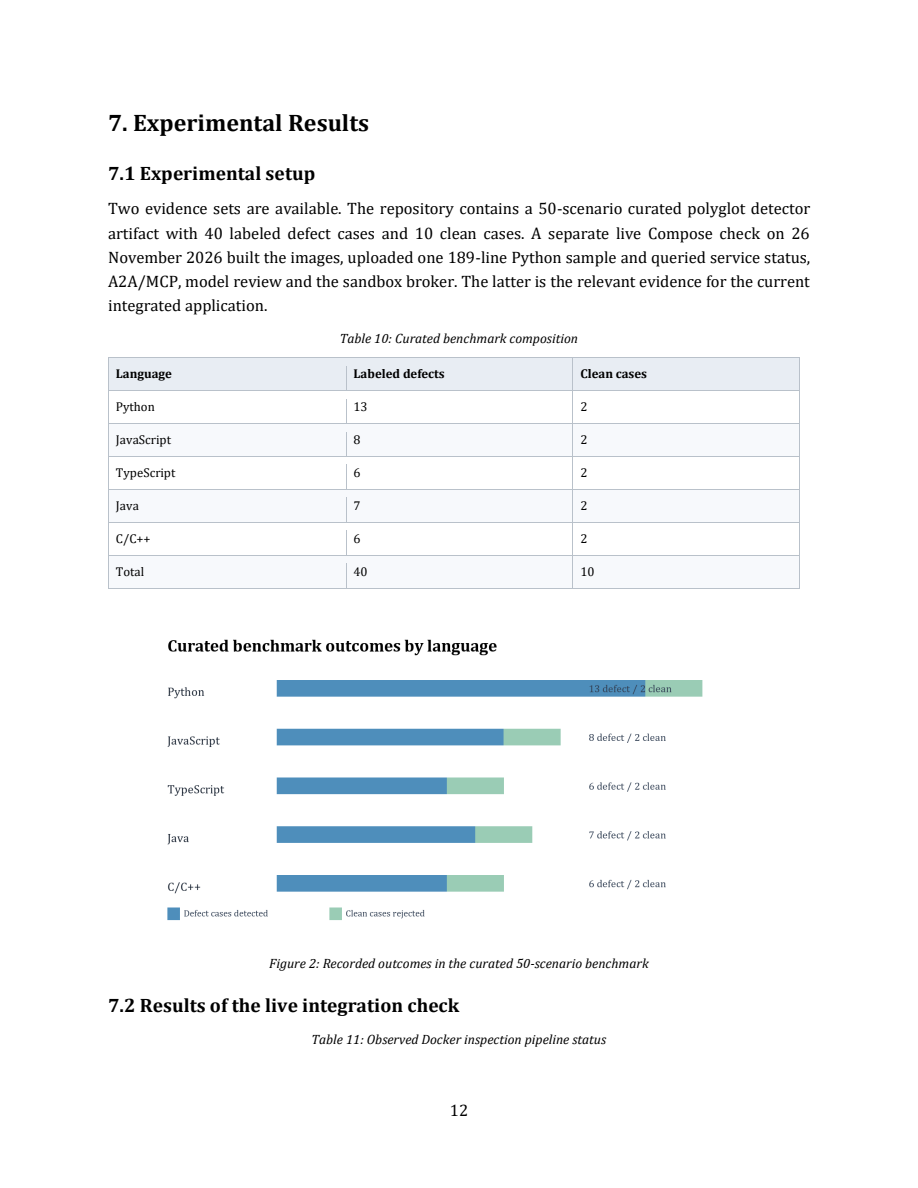 7. Experimental Results
7.1 Experimental setup
Two evidence sets are available. The repository contains a 50-scenario curated polyglot detector
artifact with 40 labeled defect cases and 10 clean cases. A separate live Compose check on 26
November 2026 built the images, uploaded one 189-line Python sample and queried service status,
A2A/MCP, model review and the sandbox broker. The latter is the relevant evidence for the current
integrated application.
Table 10: Curated benchmark composition
Language Labeled defects Clean cases
Python 13 2
JavaScript 8 2
TypeScript 6 2
Java 7 2
C/C++ 6 2
Total 40 10
Curated benchmark outcomes by language
Python 13 defect / 2 clean
JavaScript 8 defect / 2 clean
TypeScript 6 defect / 2 clean
Java 7 defect / 2 clean
C/C++ 6 defect / 2 clean
Defect cases detected Clean cases rejected
Figure 2: Recorded outcomes in the curated 50-scenario benchmark
7.2 Results of the live integration check
Table 11: Observed Docker inspection pipeline status
12